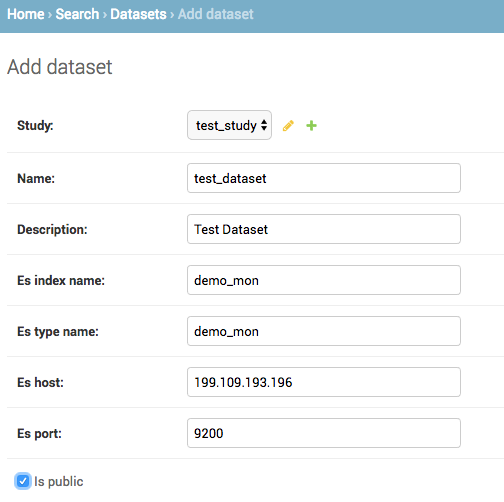 Home › Search › Datasets › Add dataset
Add dataset
Study: test_study
Name: test_dataset
Description: Test Dataset
Es index name: demo_mon
Es type name: demo_mon
Es host: 199.109.193.196
Es port: 9200
Is public